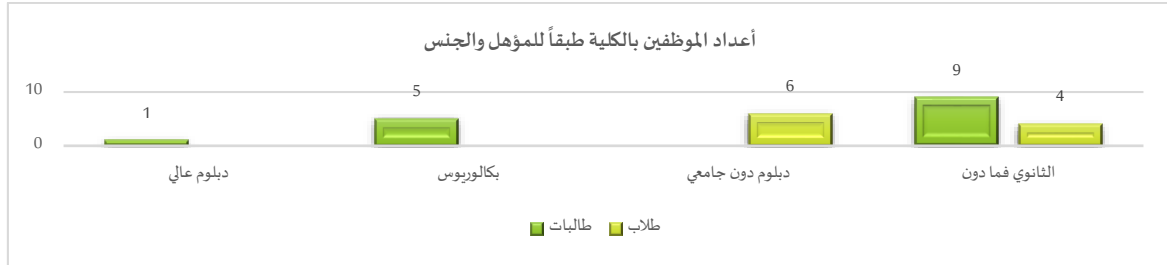 أعداد الموظفين بالكلية طبقاً للمؤهل والجنس
10
0
1
5
6
9
4
دبلوم عالي
بكالوريوس
دبلوم دون جامعي
الثانوي فما دون
طالبات
طلاب